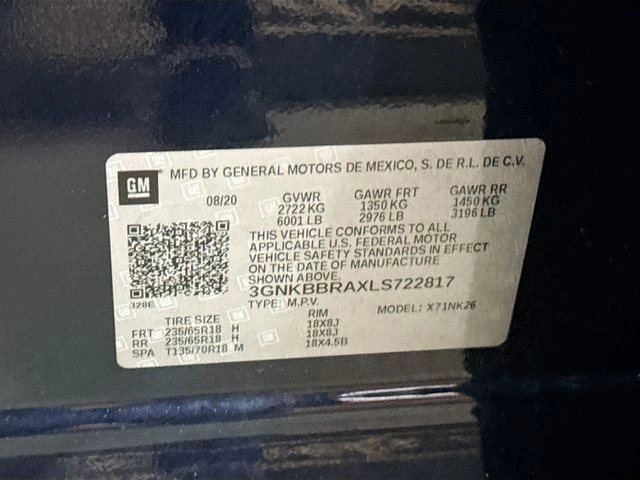 GM
MFD BY GENERAL MOTORS DE MEXICO, S. DE R.L. DE C.V.
08/20 GVWR GAWR FRT GAWR RR
2722 KG 1350 KG 1450 KG
6001 LB 2976 LB 3196 LB
THIS VEHICLE CONFORMS TO ALL
APPLICABLE U.S. FEDERAL MOTOR
VEHICLE SAFETY STANDARDS IN EFFECT
ON THE DATE OF MANUFACTURE
SHOWN ABOVE.
3GNKBBRAXLS722817
328E
TYPE: M.P.V. MODEL: X71NK26
TIRE SIZE RIM
FRT 235/65R18 H 18X8J
RR 235/65R18 H 18X8J
SPA T135/70R18 M 18X4.5B